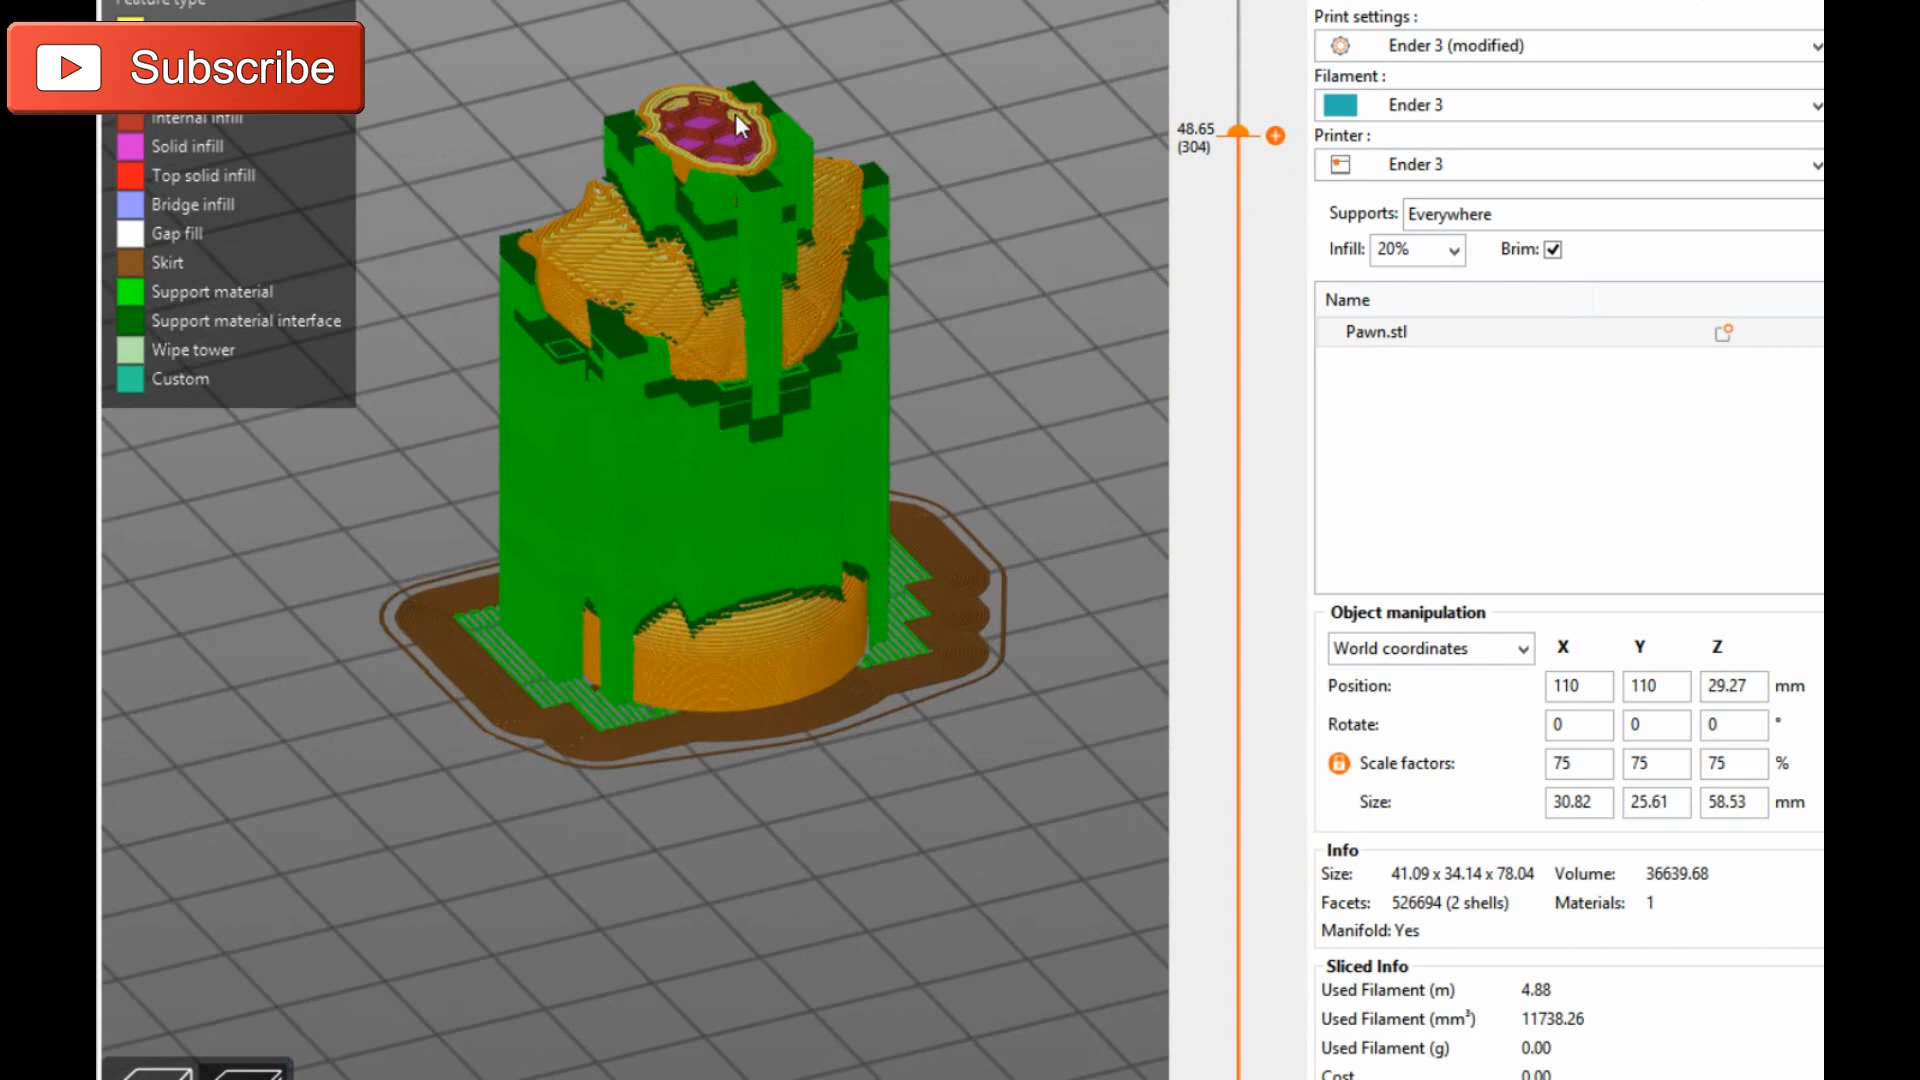 Feature type
Subscribe
Internal infill
Solid infill
Top solid infill
Bridge infill
Gap fill
Skirt
Support material
Support material interface
Wipe tower
Custom
48.65
(304)
Print settings :
Ender 3 (modified)
Filament :
Ender 3
Printer :
Ender 3
Supports: Everywhere
Infill: 20% Brim:
Name
Pawn.stl
Object manipulation
World coordinates X Y Z
Position: 110 110 29.27 mm
Rotate: 0 0 0 °
Scale factors: 75 75 75 %
Size: 30.82 25.61 58.53 mm
Info
Size: 41.09 x 34.14 x 78.04 Volume: 36639.68
Facets: 526694 (2 shells) Materials: 1
Manifold: Yes
Sliced Info
Used Filament (m) 4.88
Used Filament (mm³) 11738.26
Used Filament (g) 0.00
Cost 0.00